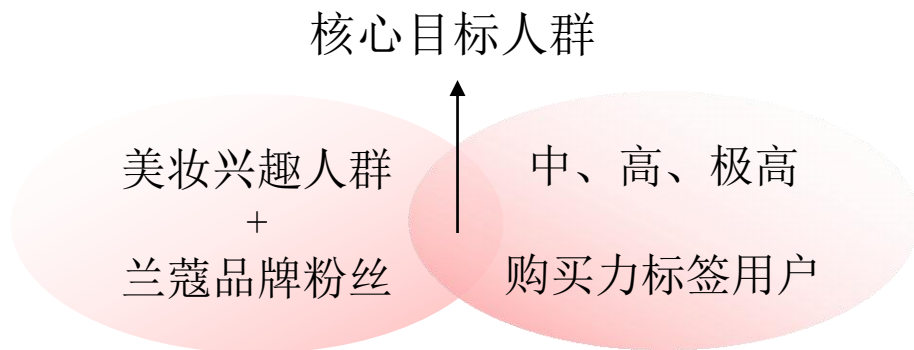 核心目标人群
美妆兴趣人群
+
兰蔻品牌粉丝
中、高、极高
购买力标签用户